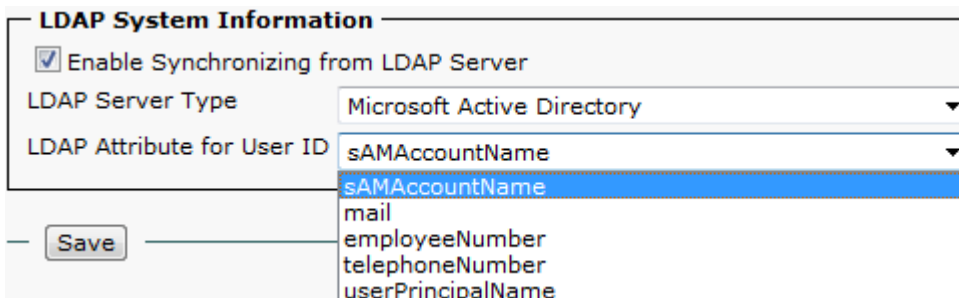 LDAP System Information
Enable Synchronizing from LDAP Server
LDAP Server Type Microsoft Active Directory
LDAP Attribute for User ID sAMAccountName
sAMAccountName
mail
employeeNumber
telephoneNumber
userPrincipalName
Save